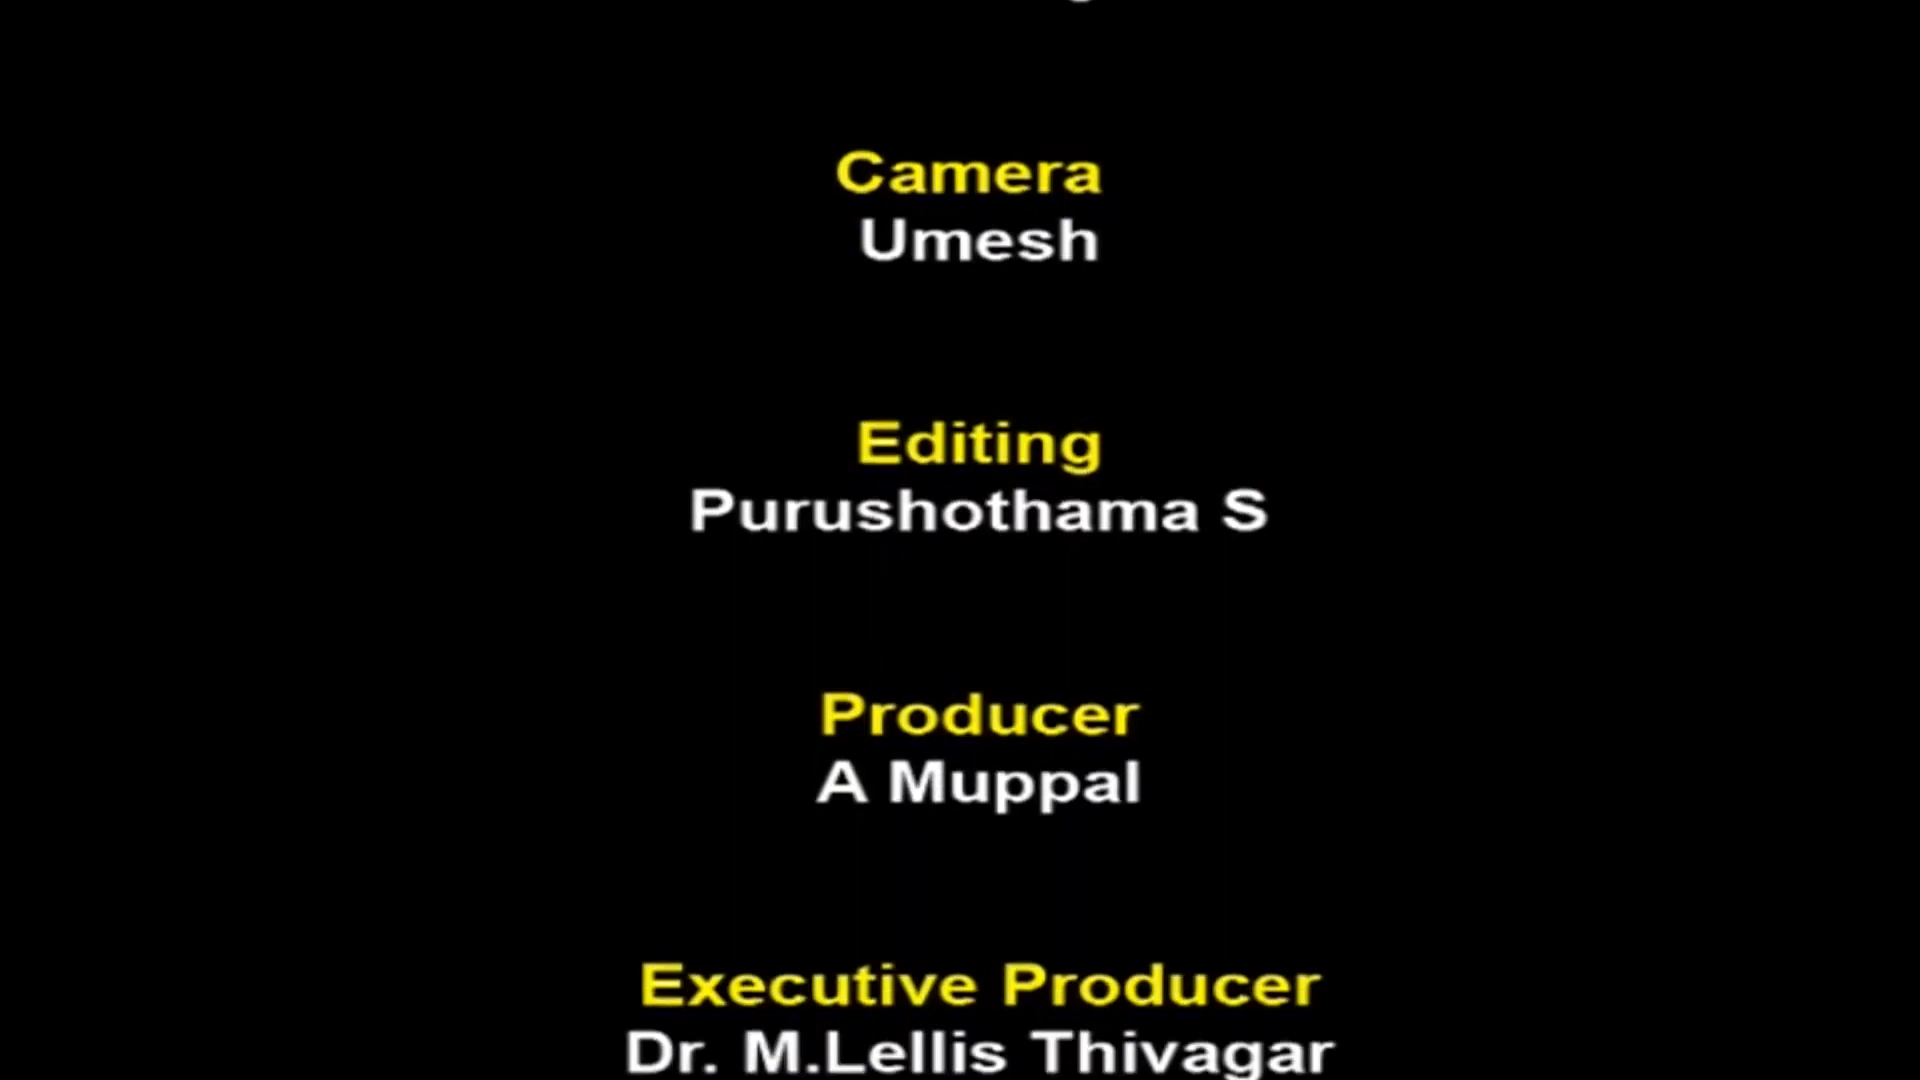 Camera
Umesh
Editing
Purushothama S
Producer
A Muppal
Executive Producer
Dr. M.Lellis Thivagar